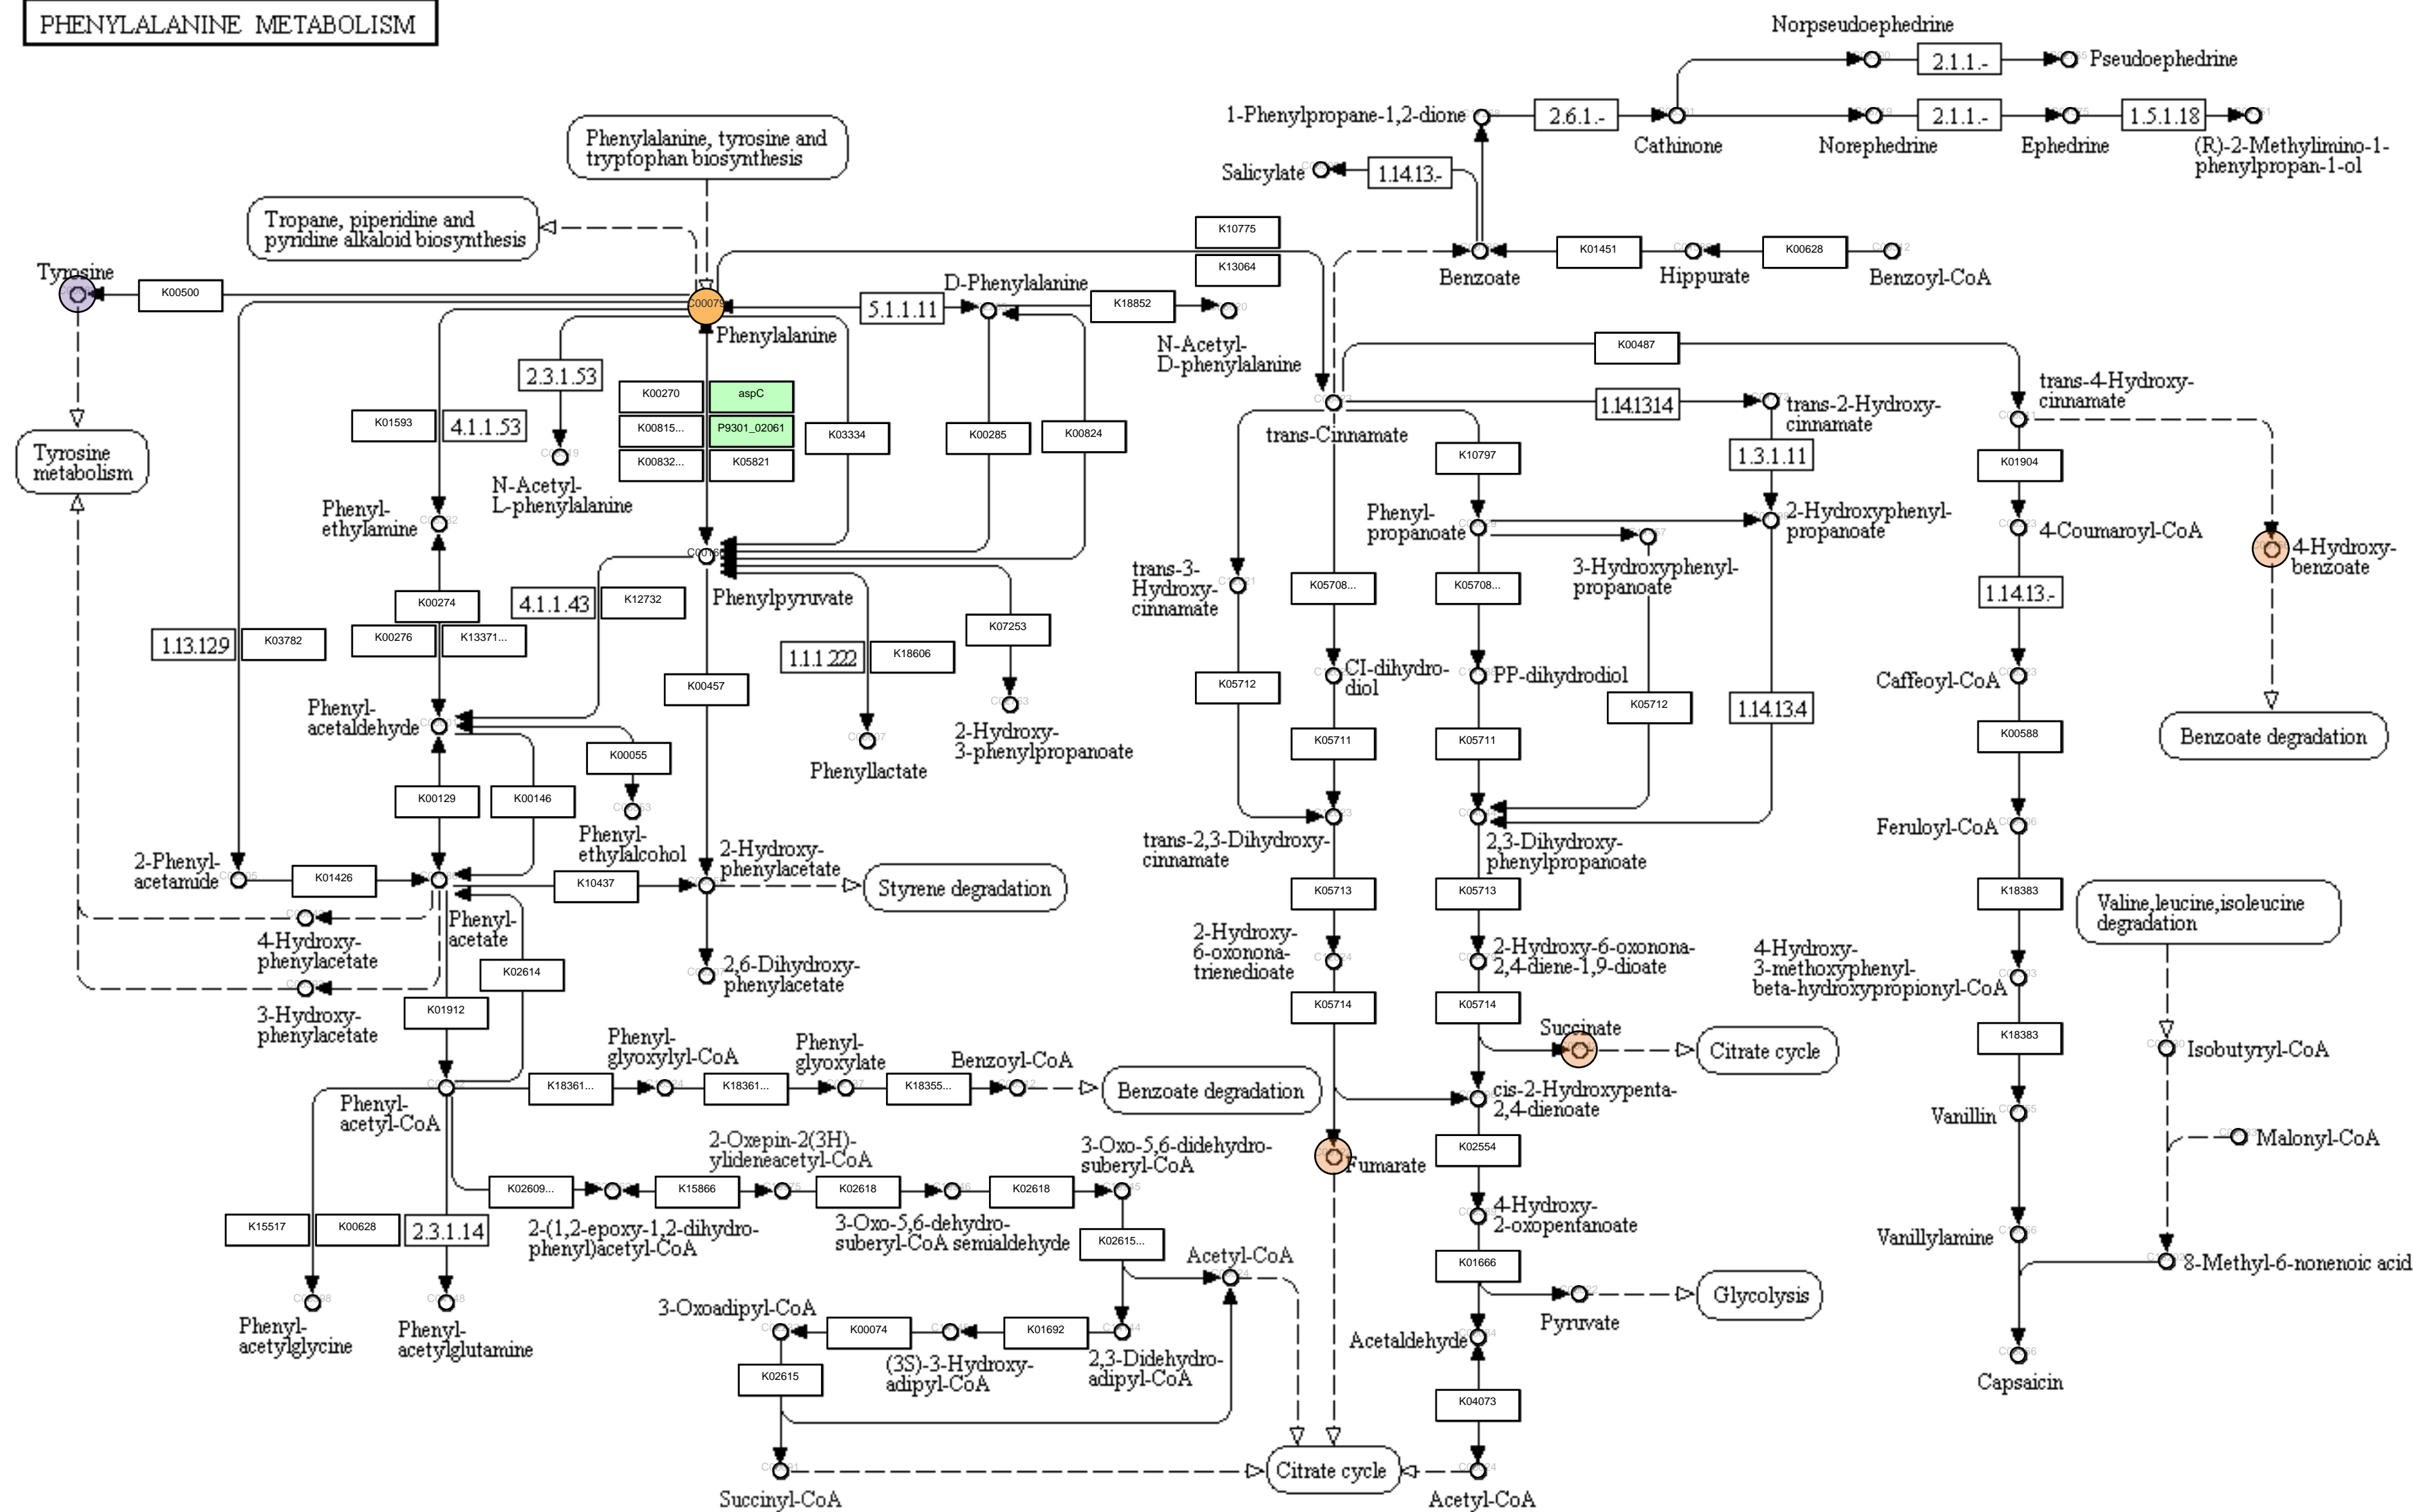 PHENYLALANINE METABOLISM
Norpseudoephedrine
2.1.1.-
Pseudoephedrine
1-Phenylpropane-1,2-dione
2.6.1.-
Cathinone
2.1.1.-
Norephedrine
Ephedrine
1.5.1.18
(R)-2-Methylimino-1-
phenylpropan-1-ol
Salicylate
1.14.13.-
Phenylalanine, tyrosine and
tryptophan biosynthesis
Tropane, piperidine and
pyridine alkaloid biosynthesis
K10775
K13064
Benzoate
K01451
Hippurate
K00628
Benzoyl-CoA
Tyrosine
K00500
C00079
Phenylalanine
5.1.1.11
D-Phenylalanine
K18852
N-Acetyl-
D-phenylalanine
K00487
2.3.1.53
K00270
aspC
K00815...
P9301_02061
K00832...
K05821
K03334
K00285
K00824
K01593
4.1.1.53
N-Acetyl-
L-phenylalanine
Tyrosine
metabolism
trans-Cinnamate
1.14.1314
trans-2-Hydroxy-
cinnamate
1.3.1.11
K10797
trans-4-Hydroxy-
cinnamate
K01904
Phenyl-
ethylamine
Phenyl-
propanoate
2-Hydroxyphenyl-
propanoate
3-Hydroxyphenyl-
propanoate
4-Coumaroyl-CoA
4-Hydroxy-
benzoate
Phenylpyruvate
trans-3-
Hydroxy-
cinnamate
K05708...
K05708...
1.14.13.-
K00274
K00276
K13371...
4.1.1.43
K12732
K07253
1.1.1.222
K18606
1.13.12.9
K03782
K00457
K05712
CI-dihydro-
diol
PP-dihydrodiol
K05712
1.14.13.4
Caffeoyl-CoA
Phenyl-
acetaldehyde
2-Hydroxy-
3-phenylpropanoate
Phenyllactate
K00055
K05711
K05711
K00588
Benzoate degradation
K00129
K00146
Phenyl-
ethylalcohol
trans-2,3-Dihydroxy-
cinnamate
2,3-Dihydroxy-
phenylpropanoate
Feruloyl-CoA
2-Phenyl-
acetamide
K01426
K10437
2-Hydroxy-
phenylacetate
Styrene degradation
K05713
K05713
K18383
Valine,leucine,isoleucine
degradation
Phenyl-
acetate
4-Hydroxy-
phenylacetate
K02614
2,6-Dihydroxy-
phenylacetate
2-Hydroxy-
6-oxonona-
trienedioate
2-Hydroxy-6-oxonona-
2,4-diene-1,9-dioate
4-Hydroxy-
3-methoxyphenyl-
beta-hydroxypropionyl-CoA
3-Hydroxy-
phenylacetate
K01912
K05714
K05714
K18383
Succinate
Citrate cycle
Isobutyryl-CoA
Phenyl-
glyoxylyl-CoA
Phenyl-
glyoxylate
Benzoyl-CoA
K18361...
K18361...
K18355...
Benzoate degradation
Phenyl-
acetyl-CoA
cis-2-Hydroxypenta-
2,4-dienoate
Vanillin
Malonyl-CoA
2-Oxepin-2(3H)-
ylideneacetyl-CoA
3-Oxo-5,6-didehydro-
suberyl-CoA
Fumarate
K02554
K02609...
K15866
K02618
K02618
2-(1,2-epoxy-1,2-dihydro-
phenyl)acetyl-CoA
3-Oxo-5,6-dehydro-
suberyl-CoA semialdehyde
K15517
K00628
2.3.1.14
K02615...
Acetyl-CoA
4-Hydroxy-
2-oxopentanoate
Vanillylamine
8-Methyl-6-nonenoic acid
K01666
Pyruvate
Glycolysis
Phenyl-
acetylglycine
Phenyl-
acetylglutamine
3-Oxoadipyl-CoA
K00074
K01692
(3S)-3-Hydroxy-
adipyl-CoA
2,3-Didehydro-
adipyl-CoA
Acetaldehyde
K02615
K04073
Capsaicin
Succinyl-CoA
Citrate cycle
Acetyl-CoA